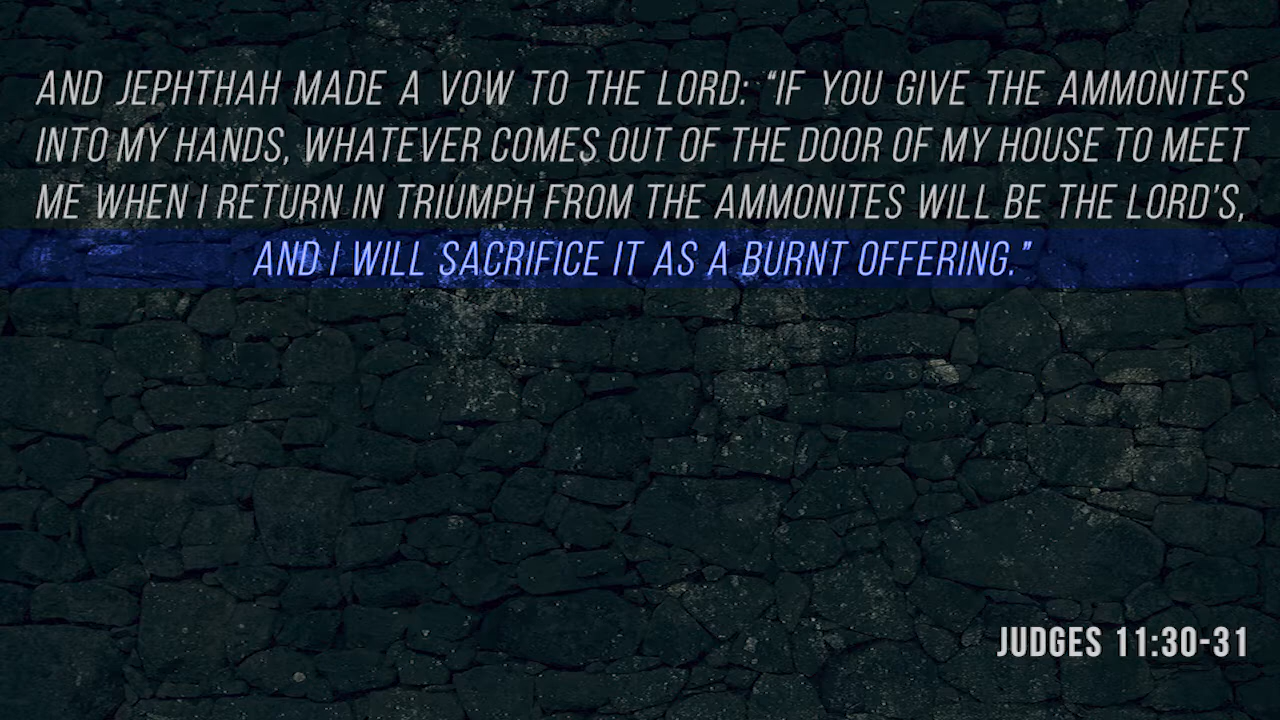 AND JEPHTHAH MADE A VOW TO THE LORD: “IF YOU GIVE THE AMMONITES
INTO MY HANDS, WHATEVER COMES OUT OF THE DOOR OF MY HOUSE TO MEET
ME WHEN I RETURN IN TRIUMPH FROM THE AMMONITES WILL BE THE LORD'S,
AND I WILL SACRIFICE IT AS A BURNT OFFERING.”
JUDGES 11:30-31